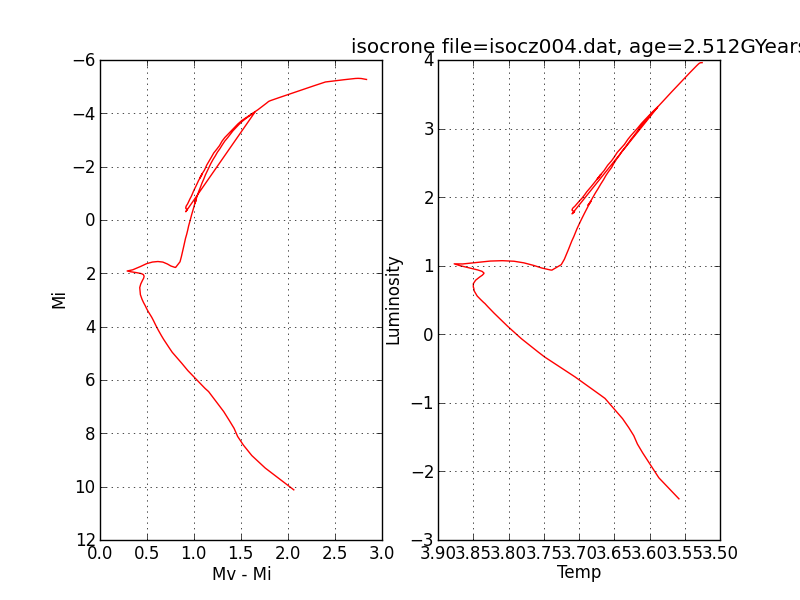 isocrone file=isocz004.dat, age=2.512GYears
−6
−4
−2
0
2
4
6
8
10
12
0.0 0.5 1.0 1.5 2.0 2.5 3.0
Mv - Mi
Mi
4
3
2
1
0
−1
−2
−3
3.90 3.85 3.80 3.75 3.70 3.65 3.60 3.55 3.50
Temp
Luminosity